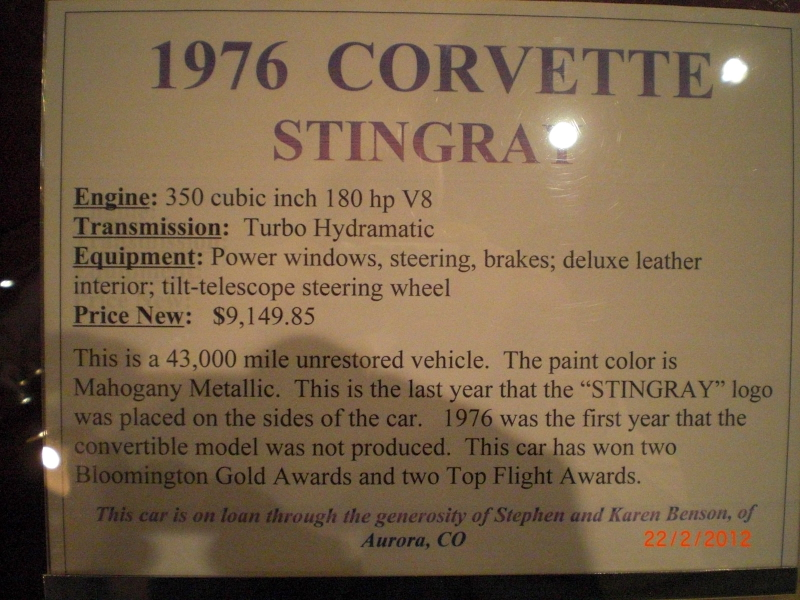 1976 CORVETTE
STINGRAY
Engine: 350 cubic inch 180 hp V8
Transmission: Turbo Hydramatic
Equipment: Power windows, steering, brakes; deluxe leather
interior; tilt-telescope steering wheel
Price New: $9,149.85
This is a 43,000 mile unrestored vehicle. The paint color is
Mahogany Metallic. This is the last year that the “STINGRAY” logo
was placed on the sides of the car. 1976 was the first year that the
convertible model was not produced. This car has won two
Bloomington Gold Awards and two Top Flight Awards.
This car is on loan through the generosity of Stephen and Karen Benson, of
Aurora, CO
22/2/2012